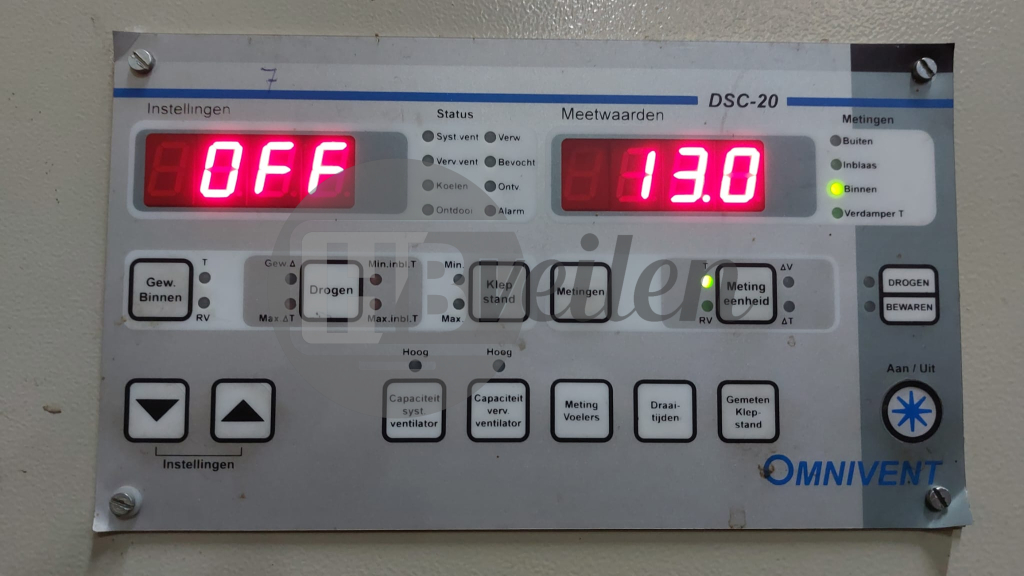 7
DSC-20
Instellingen
Status
Meetwaarden
Metingen
OFF
Syst vent
Verw
Verv vent
Bevocht
Koelen
Ontv.
Ontdooi
Alarm
13.0
Buiten
Inblaas
Binnen
Verdamper T
Gew. Binnen
T
RV
Gew. Δ
Max. ΔT
Drogen
Min.inbl.T
Max.inbl.T
Min.
Max
Klep stand
Metingen
T
RV
Meting eenheid
ΔV
ΔT
DROGEN
BEWAREN
HB veilen
Hoog
Hoog
Aan / Uit
Capaciteit
syst.
ventilator
Capaciteit
verv.
ventilator
Meting
Voelers
Draai-
tijden
Gemeten
Klep-
stand
Instellingen
OMNIVENT